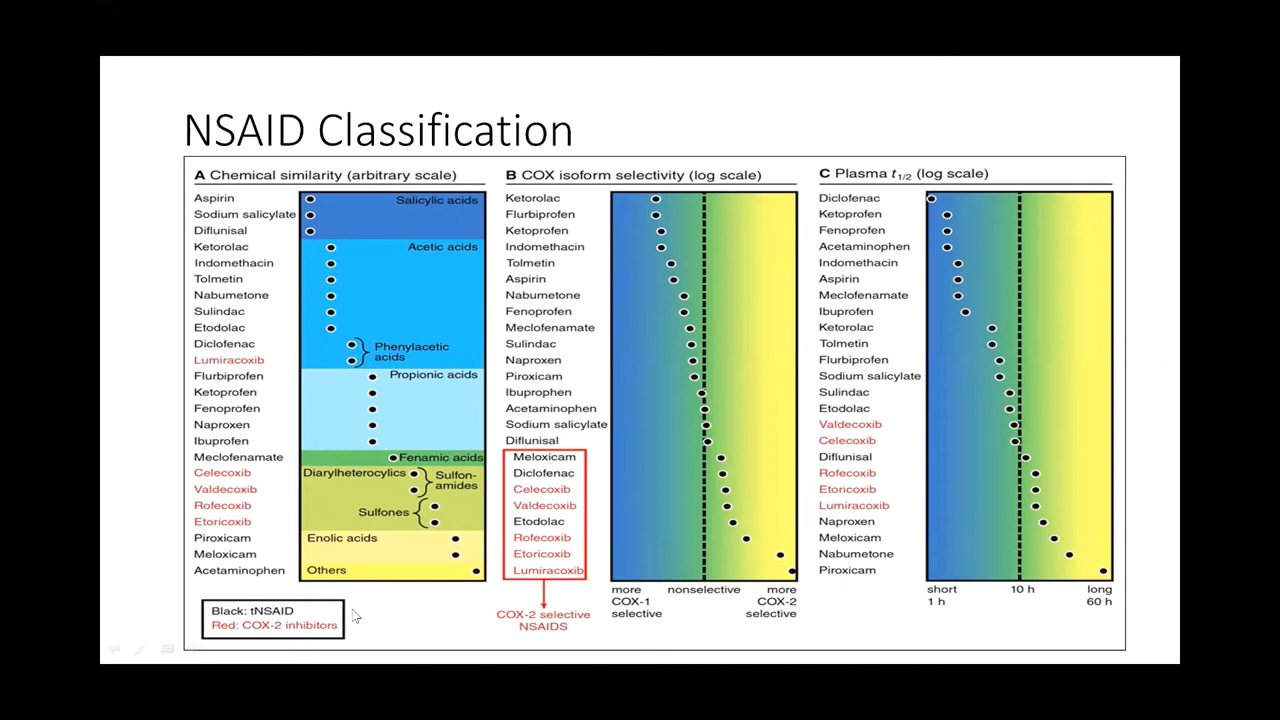 NSAID Classification
A Chemical similarity (arbitrary scale)
Aspirin
Sodium salicylate
Diflunisal
Ketorolac
Indomethacin
Tolmetin
Nabumetone
Sulindac
Etodolac
Diclofenac
Lumiracoxib
Flurbiprofen
Ketoprofen
Fenoprofen
Naproxen
Ibuprofen
Meclofenamate
Celecoxib
Valdecoxib
Rofecoxib
Etoricoxib
Piroxicam
Meloxicam
Acetaminophen
Salicylic acids
Acetic acids
Phenylacetic
acids
Propionic acids
Fenamic acids
Diarylheterocylics
Sulfon-
amides
Sulfones
Enolic acids
Others
Black: tNSAID
Red: COX-2 inhibitors
B COX isoform selectivity (log scale)
Ketorolac
Flurbiprofen
Ketoprofen
Indomethacin
Tolmetin
Aspirin
Nabumetone
Fenoprofen
Meclofenamate
Sulindac
Naproxen
Piroxicam
Ibuprophen
Acetaminophen
Sodium salicylate
Diflunisal
Meloxicam
Diclofenac
Celecoxib
Valdecoxib
Etodolac
Rofecoxib
Etoricoxib
Lumiracoxib
COX-2 selective
NSAIDS
more
COX-1
selective
nonselective
more
COX-2
selective
C Plasma t1/2 (log scale)
Diclofenac
Ketoprofen
Fenoprofen
Acetaminophen
Indomethacin
Aspirin
Meclofenamate
Ibuprofen
Ketorolac
Tolmetin
Flurbiprofen
Sodium salicylate
Sulindac
Etodolac
Valdecoxib
Celecoxib
Diflunisal
Rofecoxib
Etoricoxib
Lumiracoxib
Naproxen
Meloxicam
Nabumetone
Piroxicam
short
1 h
10 h
long
60 h